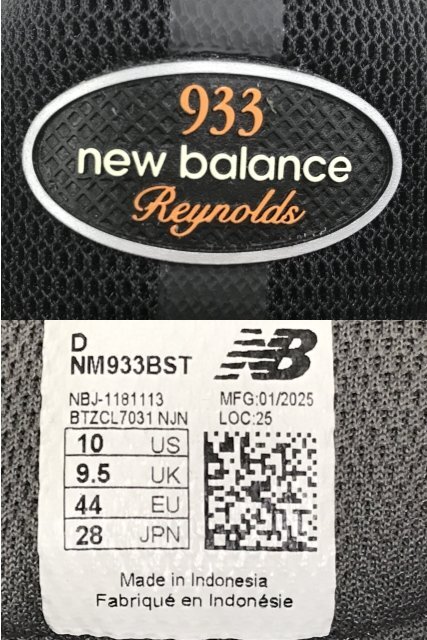 933
new balance
Reynolds
D
NM933BST
NB
NBJ-1181113
MFG:01/2025
BTZCL7031 NJN
LOC:25
10 US
9.5 UK
44 EU
28 JPN
Made in Indonesia
Fabriqué en Indonésie